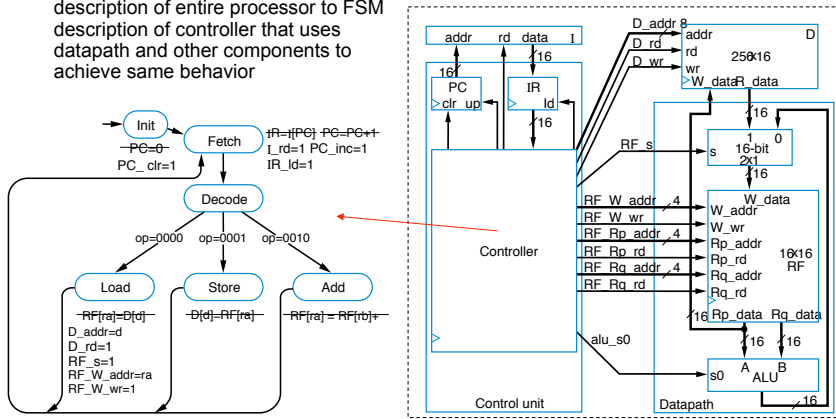 description of entire processor to FSM
description of controller that uses
datapath and other components to
achieve same behavior
Init
PC=0
PC_ clr=1
Fetch
IR=I[PC] PC=PC+1
I_rd=1 PC_inc=1
IR_ld=1
Decode
op=0000 op=0001 op=0010
Load
RF[ra]=D[d]
D_addr=d
D_rd=1
RF_s=1
RF_W_addr=ra
RF_W_wr=1
Store
D[d]=RF[ra]
Add
RF[ra] = RF[rb]+
addr rd data I
16 16
PC IR
clr up ld
16
Controller
Control unit
D_addr 8
D_rd
D_wr
RF_s
RF_W_addr 4
RF_W_wr
RF_Rp_addr 4
RF_Rp_rd
RF_Rq_addr 4
RF_Rq_rd
alu_s0
D
addr
rd 256x16
wr
W_data R_data
16
1 0
s 16-bit
2x1
16
W_data
W_addr
W_wr
Rp_addr
Rp_rd 16x16
Rq_addr RF
Rq_rd
Rp_data Rq_data
16 16 16
A B
s0 ALU
16
Datapath